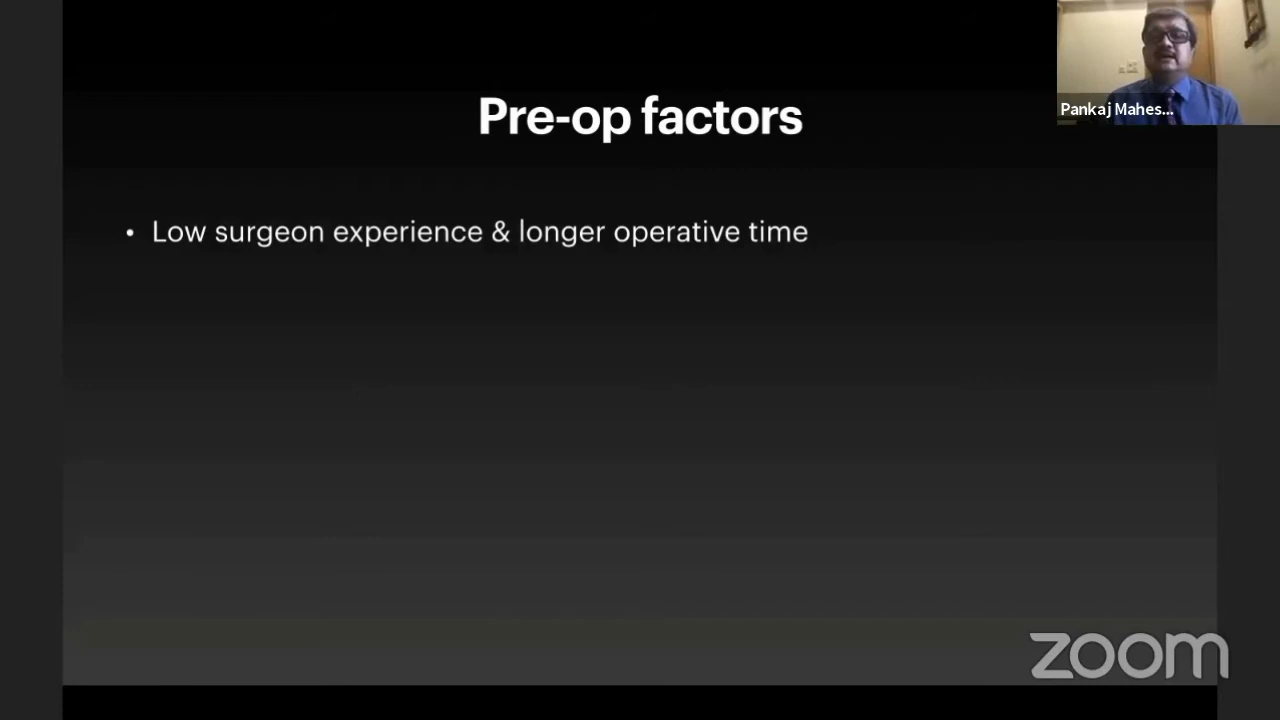 Pre-op factors
Pankaj Mahes...
• Low surgeon experience & longer operative time
zoom